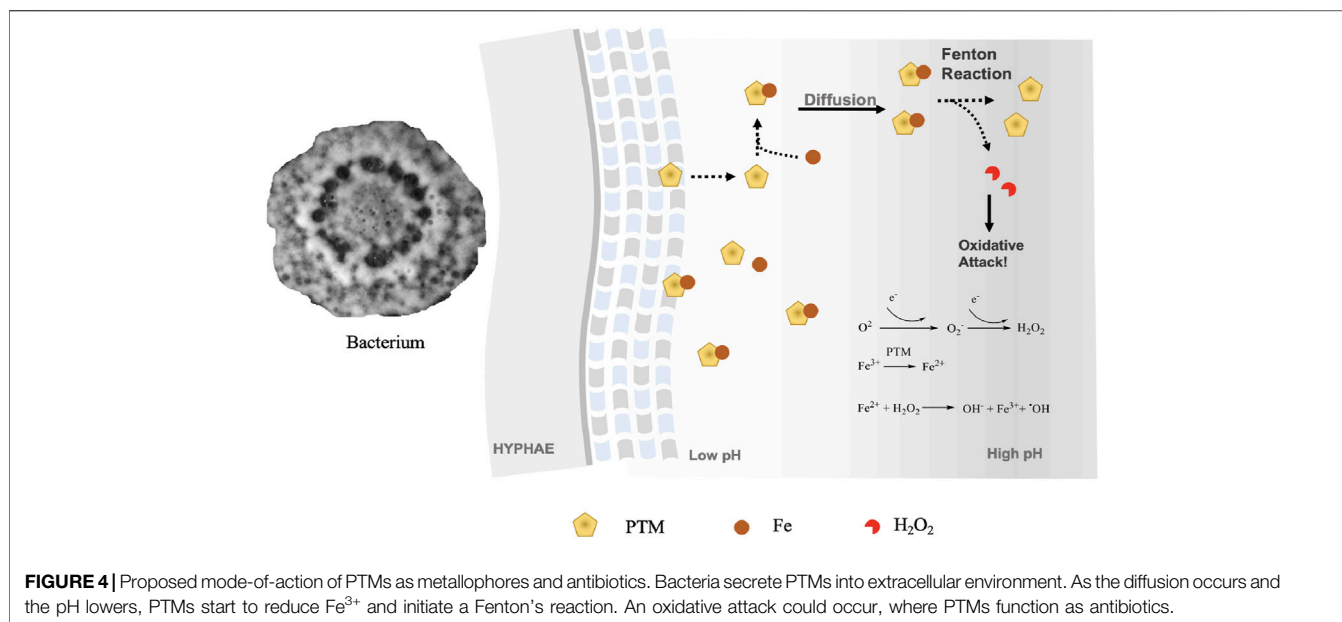 Fenton
Reaction
Diffusion
Oxidative
Attack!
Bacterium
e⁻ e⁻
O² O₂⁻ H₂O₂
PTM
Fe³⁺ Fe²⁺
Fe²⁺ + H₂O₂ OH⁻ + Fe³⁺ + •OH
HYPHAE
Low pH
High pH
PTM Fe H₂O₂
FIGURE 4 | Proposed mode-of-action of PTMs as metallophores and antibiotics. Bacteria secrete PTMs into extracellular environment. As the diffusion occurs and
the pH lowers, PTMs start to reduce Fe³⁺ and initiate a Fenton's reaction. An oxidative attack could occur, where PTMs function as antibiotics.